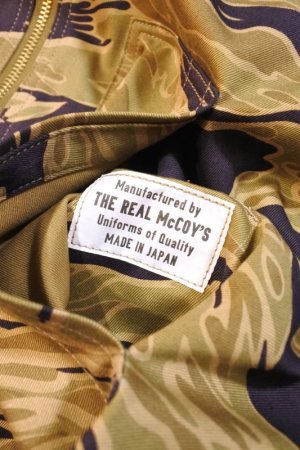 Manufactured by
THE REAL McCOY'S
Uniforms of Quality
MADE IN JAPAN